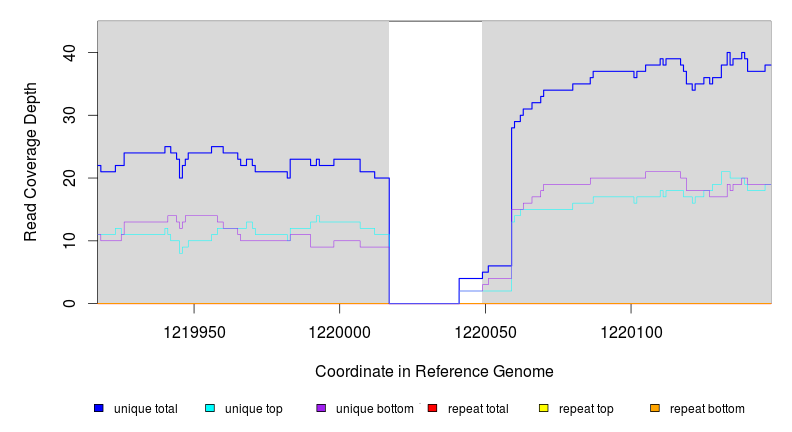 40
30
20
10
0
Read Coverage Depth
1219950 1220000 1220050 1220100
Coordinate in Reference Genome
unique total unique top unique bottom repeat total repeat top repeat bottom